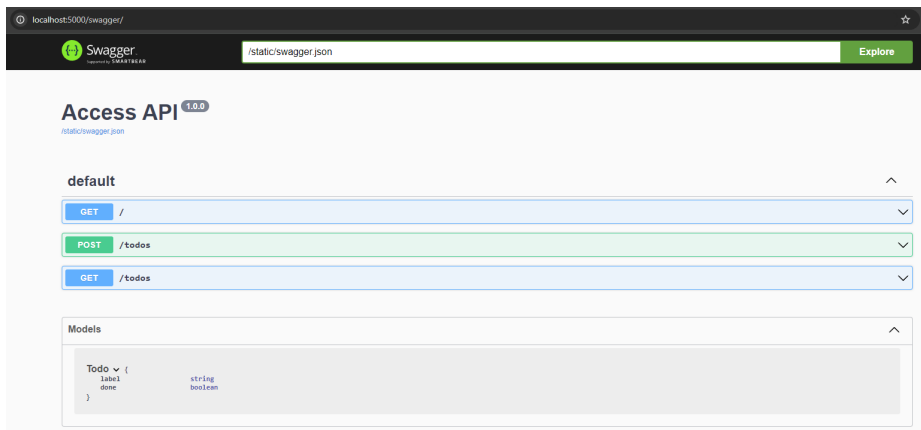 localhost:5000/swagger/
Swagger.
Supported by SMARTBEAR
/static/swagger.json
Explore
Access API 1.0.0
/static/swagger.json
default
GET /
POST /todos
GET /todos
Models
Todo {
label string
done boolean
}